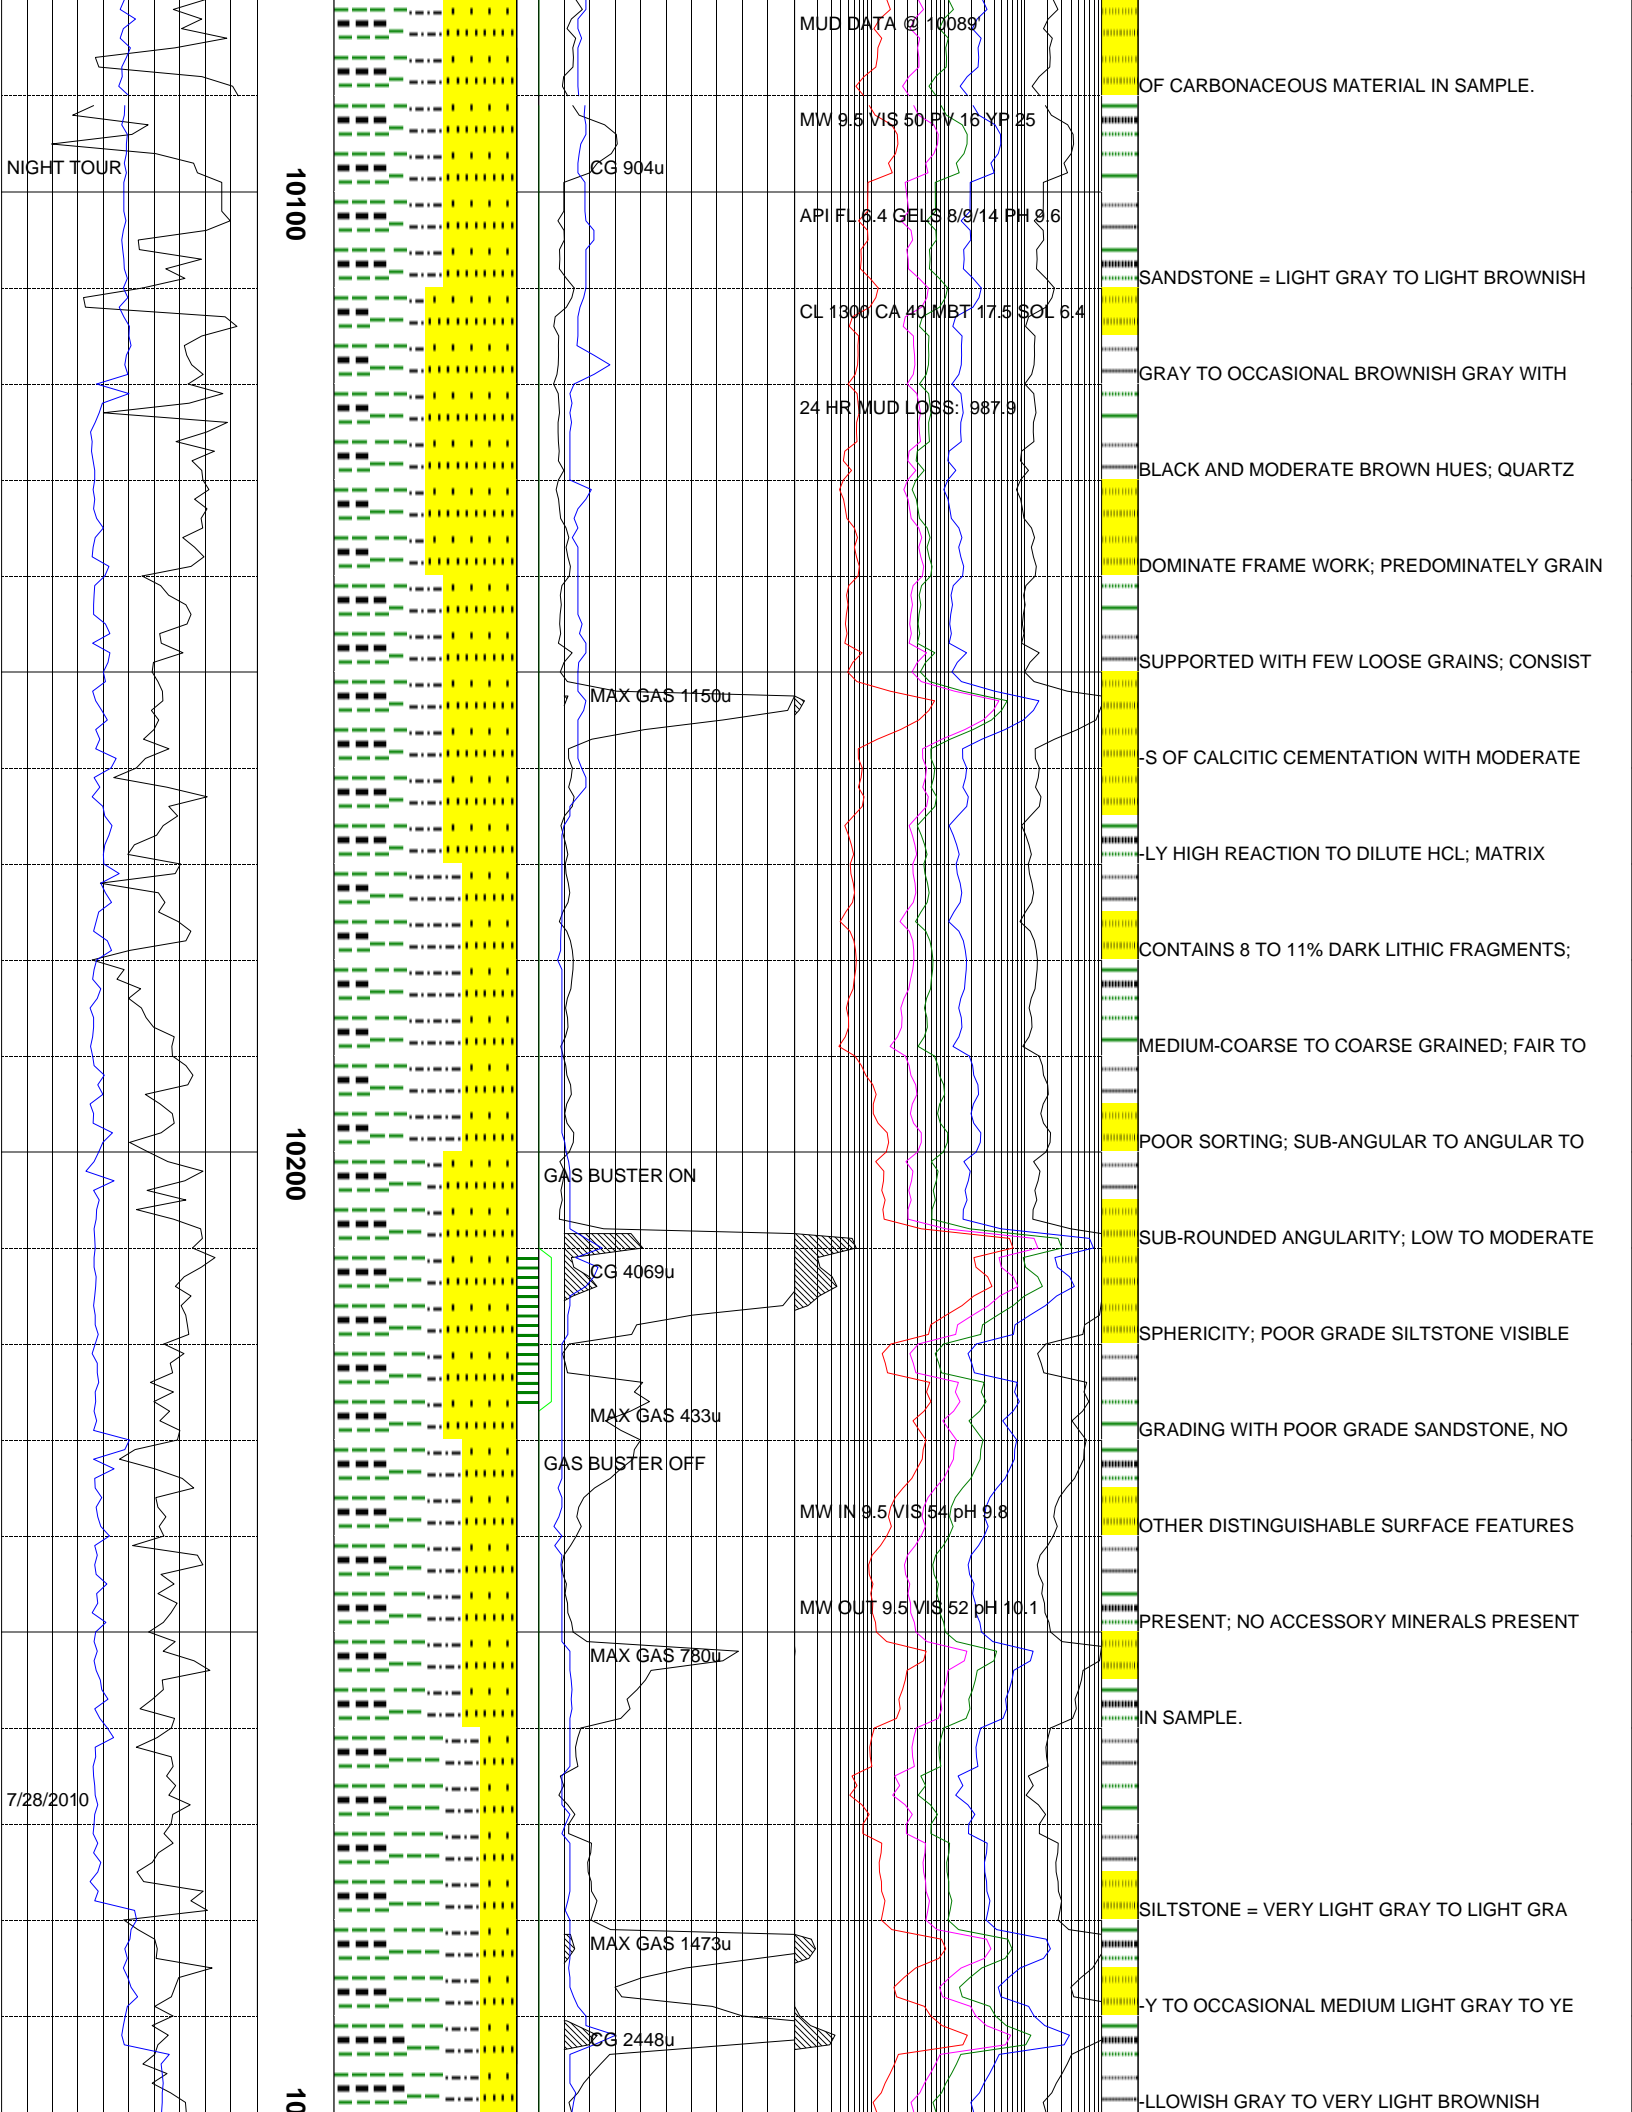 MUD DATA @ 10089'
OF CARBONACEOUS MATERIAL IN SAMPLE.
MW 9.5 VIS 50 PV 16 YP 25
NIGHT TOUR
CG 904u
10100
API FL 6.4 GELS 8/9/14 PH 9.6
SANDSTONE = LIGHT GRAY TO LIGHT BROWNISH
CL 1300 CA 40 MBT 17.5 SOL 6.4
GRAY TO OCCASIONAL BROWNISH GRAY WITH
24 HR MUD LOSS: 987.9
BLACK AND MODERATE BROWN HUES; QUARTZ
DOMINATE FRAME WORK; PREDOMINATELY GRAIN
SUPPORTED WITH FEW LOOSE GRAINS; CONSIST
MAX GAS 1150u
-S OF CALCITIC CEMENTATION WITH MODERATE
-LY HIGH REACTION TO DILUTE HCL; MATRIX
CONTAINS 8 TO 11% DARK LITHIC FRAGMENTS;
MEDIUM-COARSE TO COARSE GRAINED; FAIR TO
POOR SORTING; SUB-ANGULAR TO ANGULAR TO
10200
GAS BUSTER ON
SUB-ROUNDED ANGULARITY; LOW TO MODERATE
CG 4069u
SPHERICITY; POOR GRADE SILTSTONE VISIBLE
MAX GAS 433u
GRADING WITH POOR GRADE SANDSTONE, NO
GAS BUSTER OFF
MW IN 9.5 VIS 54 pH 9.8
OTHER DISTINGUISHABLE SURFACE FEATURES
MW OUT 9.5 VIS 52 pH 10.1
PRESENT; NO ACCESSORY MINERALS PRESENT
MAX GAS 780u
IN SAMPLE.
7/28/2010
SILTSTONE = VERY LIGHT GRAY TO LIGHT GRA
MAX GAS 1473u
-Y TO OCCASIONAL MEDIUM LIGHT GRAY TO YE
CG 2448u
-LLOWISH GRAY TO VERY LIGHT BROWNISH